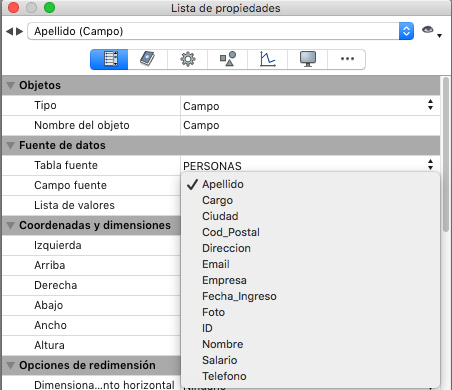 Lista de propiedades
Apellido (Campo)
Objetos
Tipo Campo
Nombre del objeto Campo
Fuente de datos
Tabla fuente PERSONAS
Campo fuente Apellido
Lista de valores Cargo
Ciudad
Coordenadas y dimensiones Cod_Postal
Izquierda Direccion
Arriba Email
Derecha Empresa
Abajo Fecha_Ingreso
Ancho Foto
ID
Altura Nombre
Opciones de redimensión Salario
Dimensiona...nto horizontal Telefono